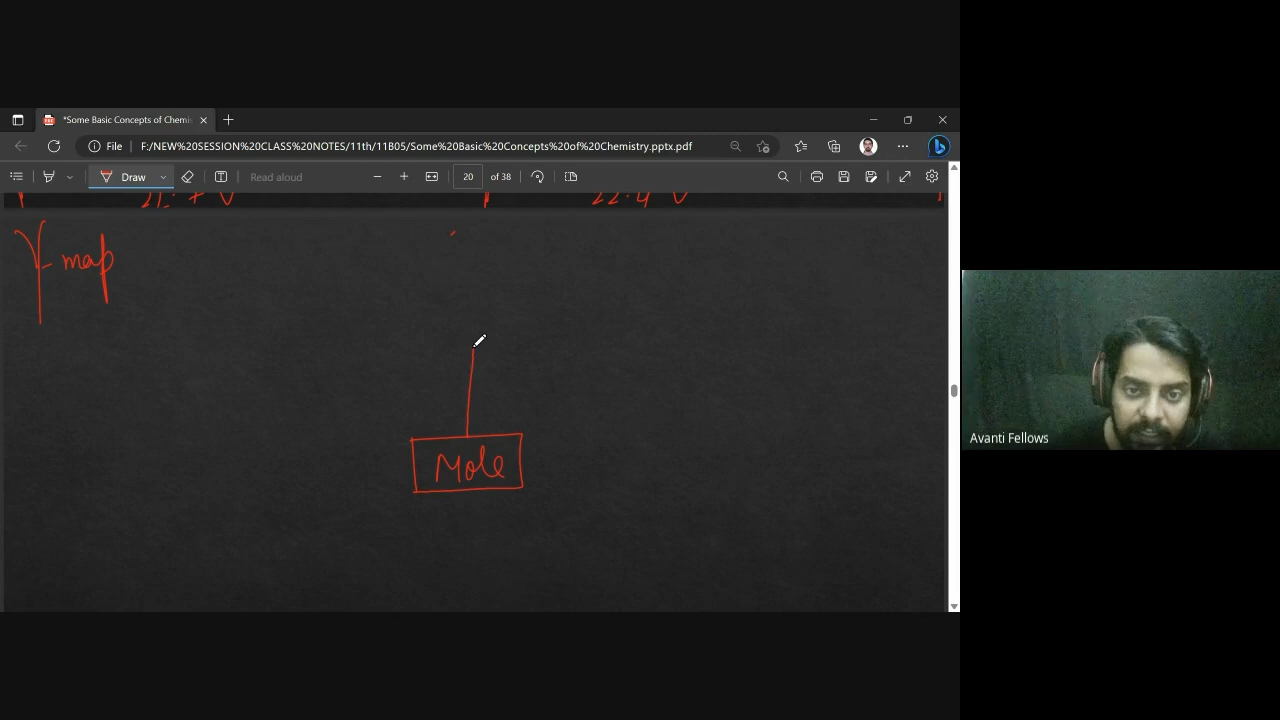 *Some Basic Concepts of Chemis
File
F:/NEW%20SESSION%20CLASS%20NOTES/11th/11B05/Some%20Basic%20Concepts%20of%20Chemistry.pptx.pdf
Draw
Read aloud
20 of 38
22.4
Y-map
Mole
Avanti Fellows